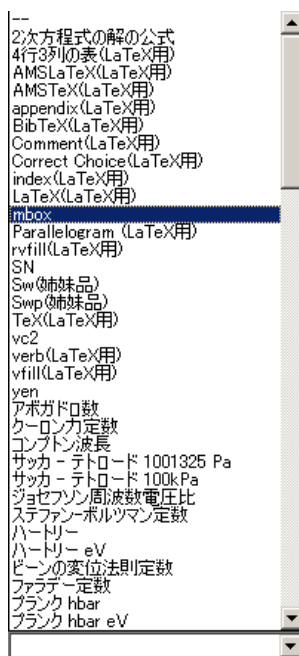 --
2次方程式の解の公式
4行3列の表(LaTeX用)
AMSLaTeX(LaTeX用)
AMSTeX(LaTeX用)
appendix(LaTeX用)
BibTeX(LaTeX用)
Comment(LaTeX用)
Correct Choice(LaTeX用)
index(LaTeX用)
LaTeX(LaTeX用)
mbox
Parallelogram (LaTeX用)
rvfill(LaTeX用)
SN
Sw(姉妹品)
Swp(姉妹品)
TeX(LaTeX用)
vc2
verb(LaTeX用)
vfill(LaTeX用)
yen
アボガドロ数
クーロン力定数
コンプトン波長
サッカ - テトロード 1001325 Pa
サッカ - テトロード 100kPa
ジョセフソン周波数電圧比
ステファン-ボルツマン定数
ハートリー
ハートリー eV
ビーンの変位法則定数
ファラデー定数
プランク hbar
プランク hbar eV